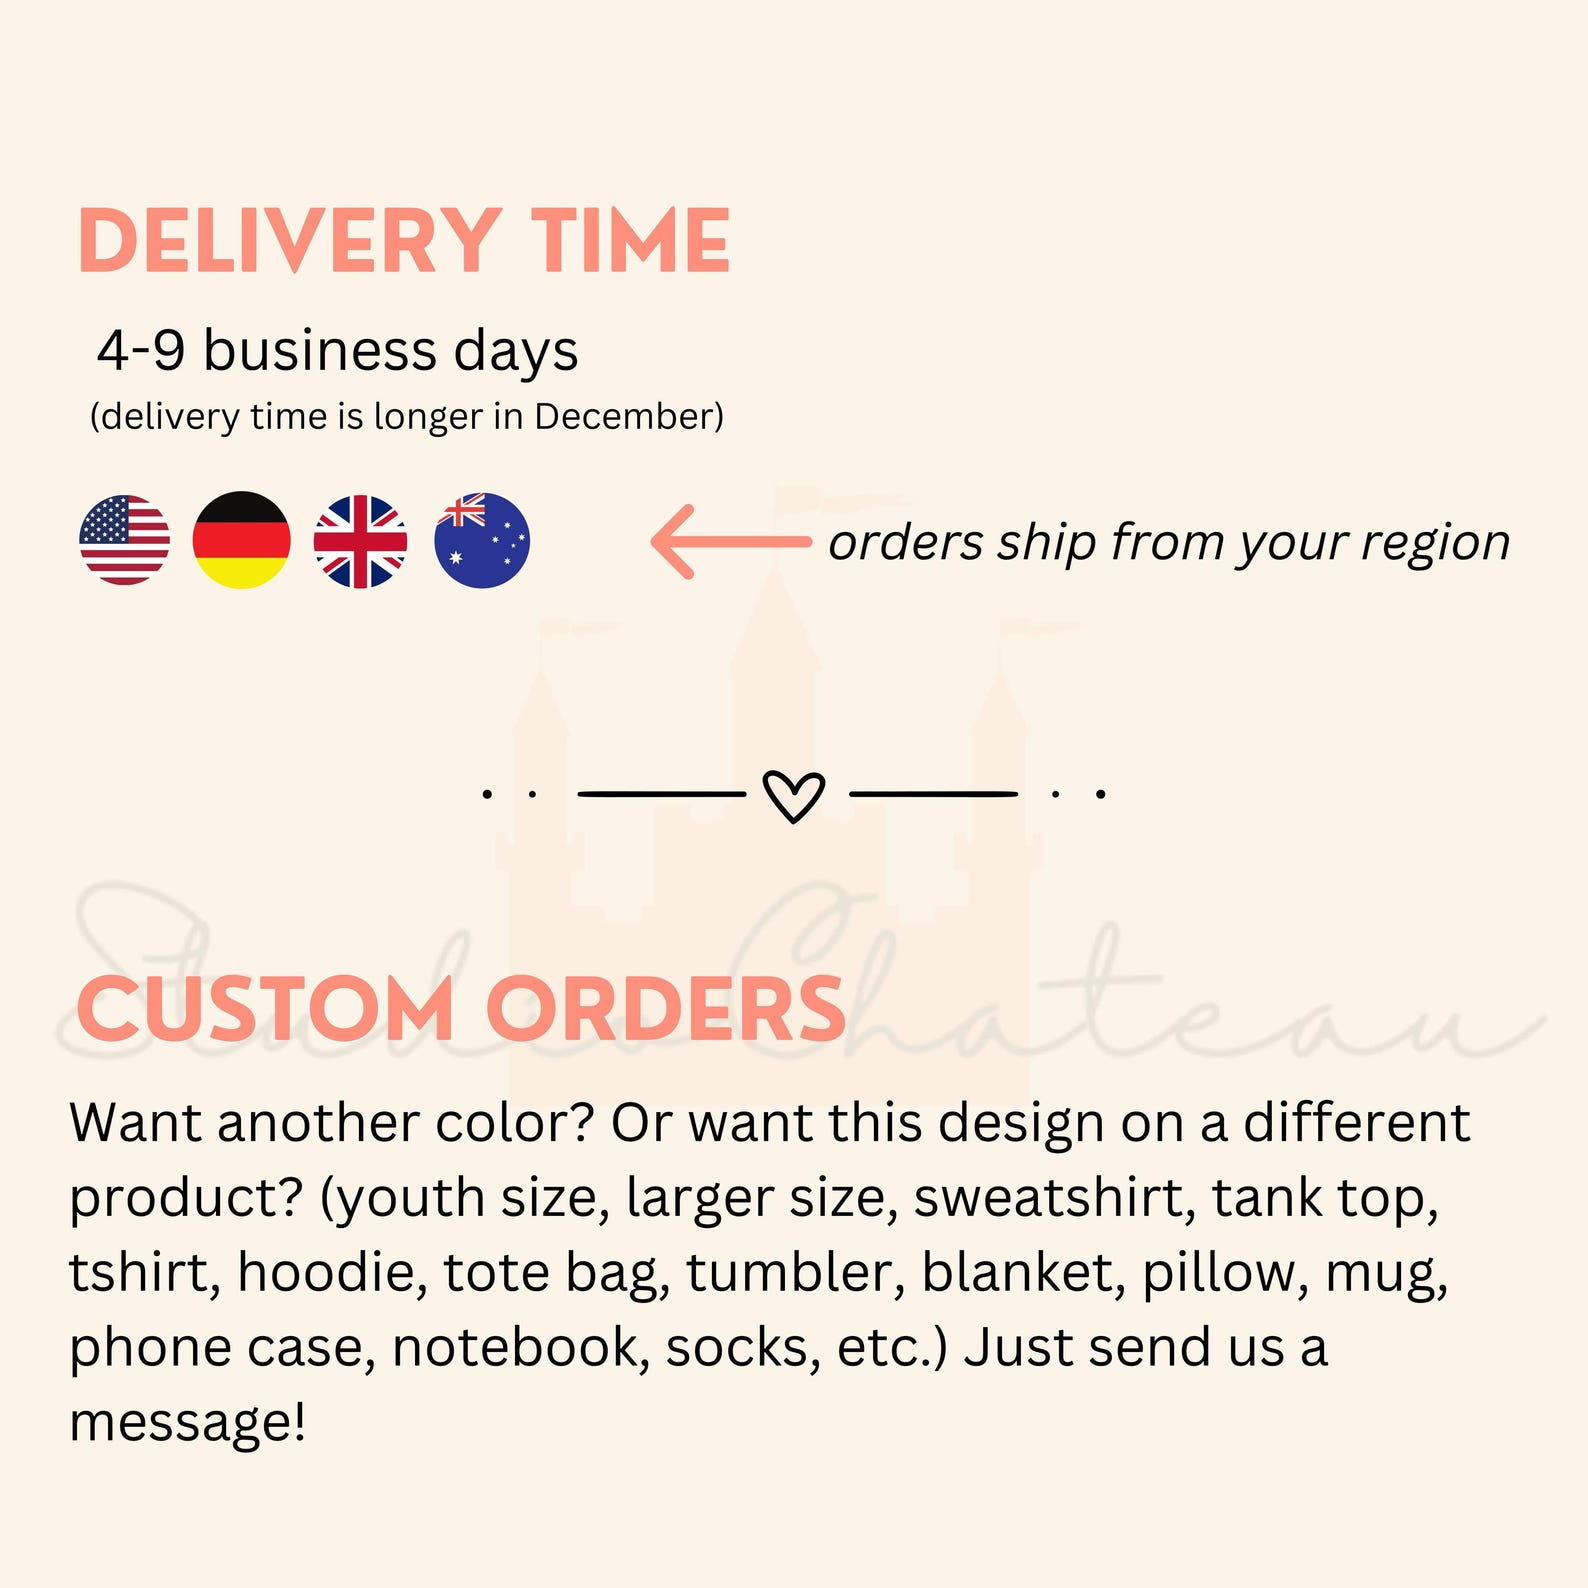 DELIVERY TIME
4-9 business days
(delivery time is longer in December)
orders ship from your region
Studio Chateau
CUSTOM ORDERS
Want another color? Or want this design on a different
product? (youth size, larger size, sweatshirt, tank top,
tshirt, hoodie, tote bag, tumbler, blanket, pillow, mug,
phone case, notebook, socks, etc.) Just send us a
message!